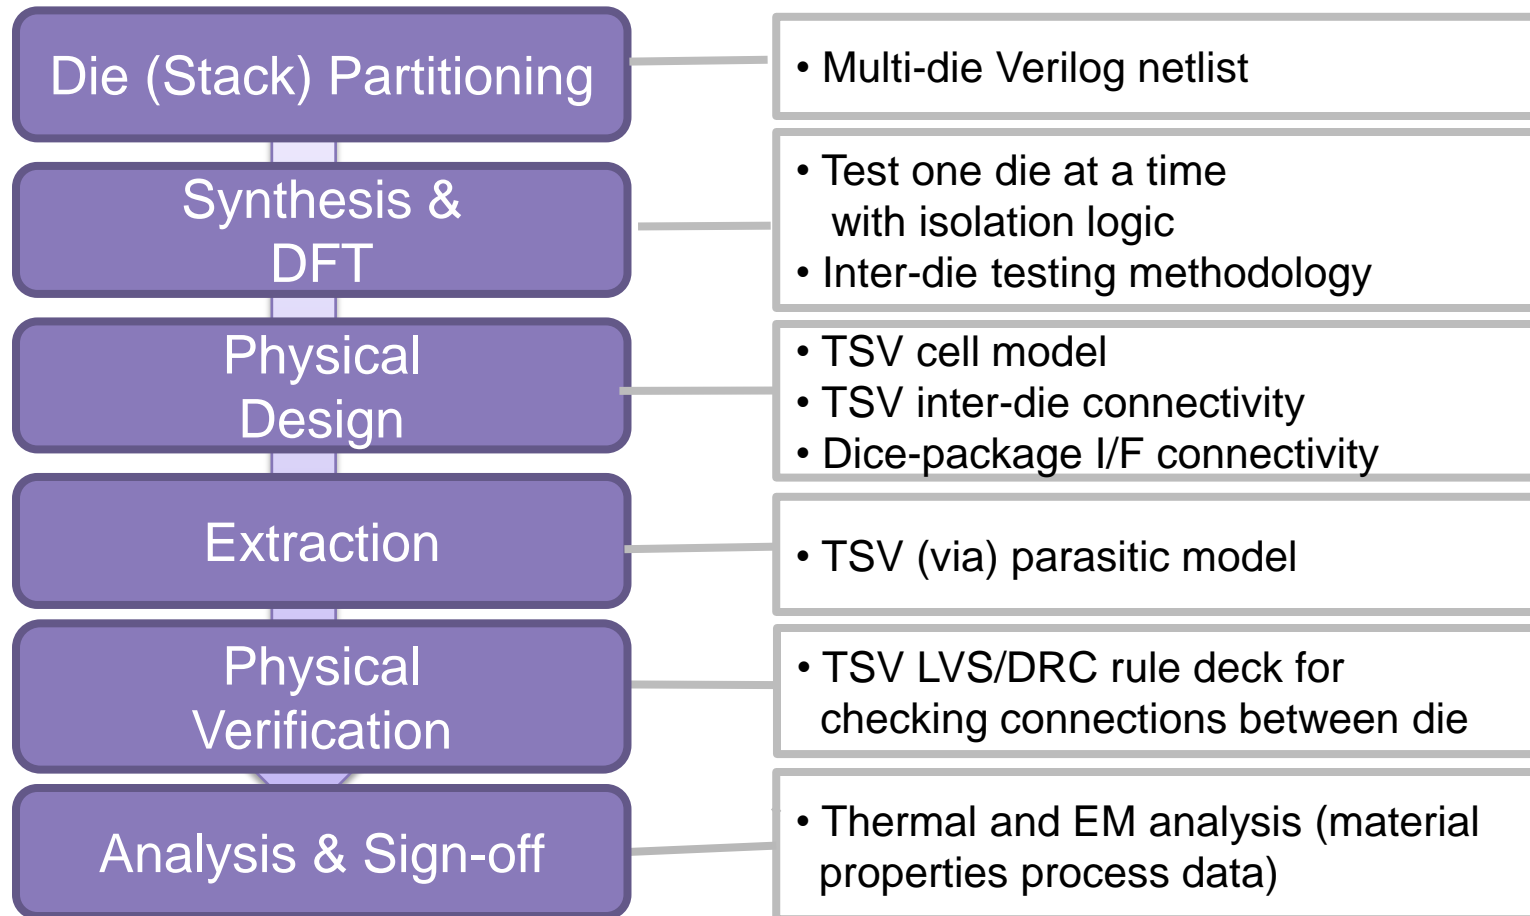 Die (Stack) Partitioning
• Multi-die Verilog netlist
Synthesis &
DFT
• Test one die at a time
with isolation logic
• Inter-die testing methodology
Physical
Design
• TSV cell model
• TSV inter-die connectivity
• Dice-package I/F connectivity
Extraction
• TSV (via) parasitic model
Physical
Verification
• TSV LVS/DRC rule deck for
checking connections between die
Analysis & Sign-off
• Thermal and EM analysis (material
properties process data)